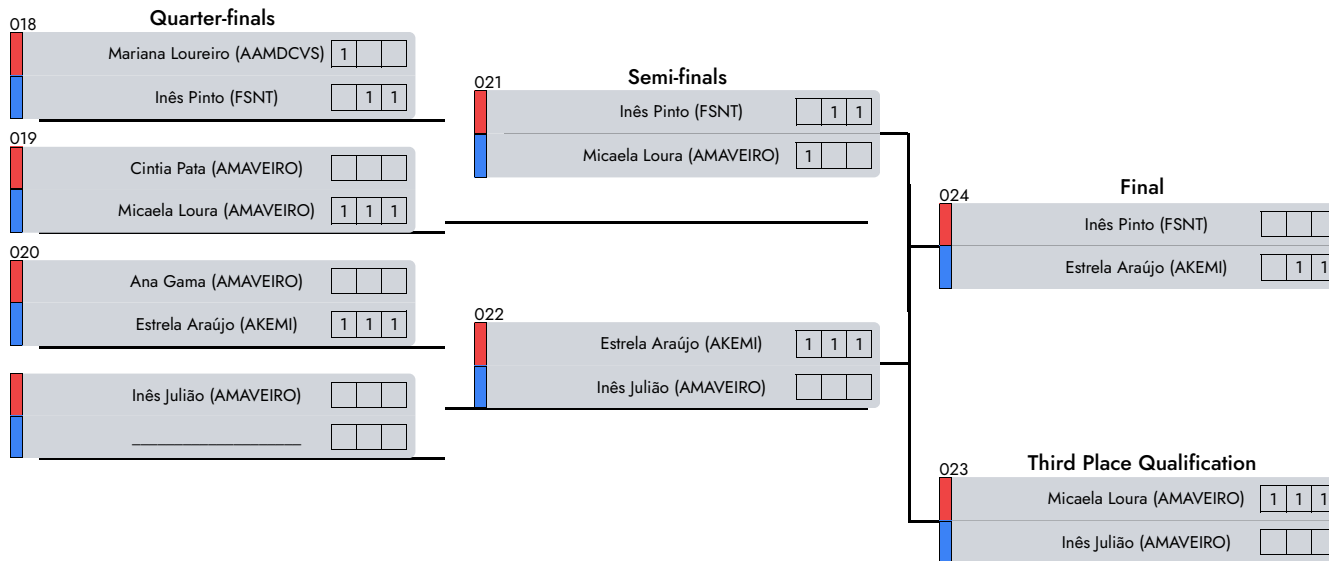 Quarter-finals
018
Mariana Loureiro (AAMDCVS) 1
Inês Pinto (FSNT) 1 1
019
Cintia Pata (AMAVEIRO)
Micaela Loura (AMAVEIRO) 1 1 1
020
Ana Gama (AMAVEIRO)
Estrela Araújo (AKEMI) 1 1 1
Inês Julião (AMAVEIRO)
____________________
Semi-finals
021
Inês Pinto (FSNT) 1 1
Micaela Loura (AMAVEIRO) 1
022
Estrela Araújo (AKEMI) 1 1 1
Inês Julião (AMAVEIRO)
Final
024
Inês Pinto (FSNT)
Estrela Araújo (AKEMI) 1 1
Third Place Qualification
023
Micaela Loura (AMAVEIRO) 1 1 1
Inês Julião (AMAVEIRO)